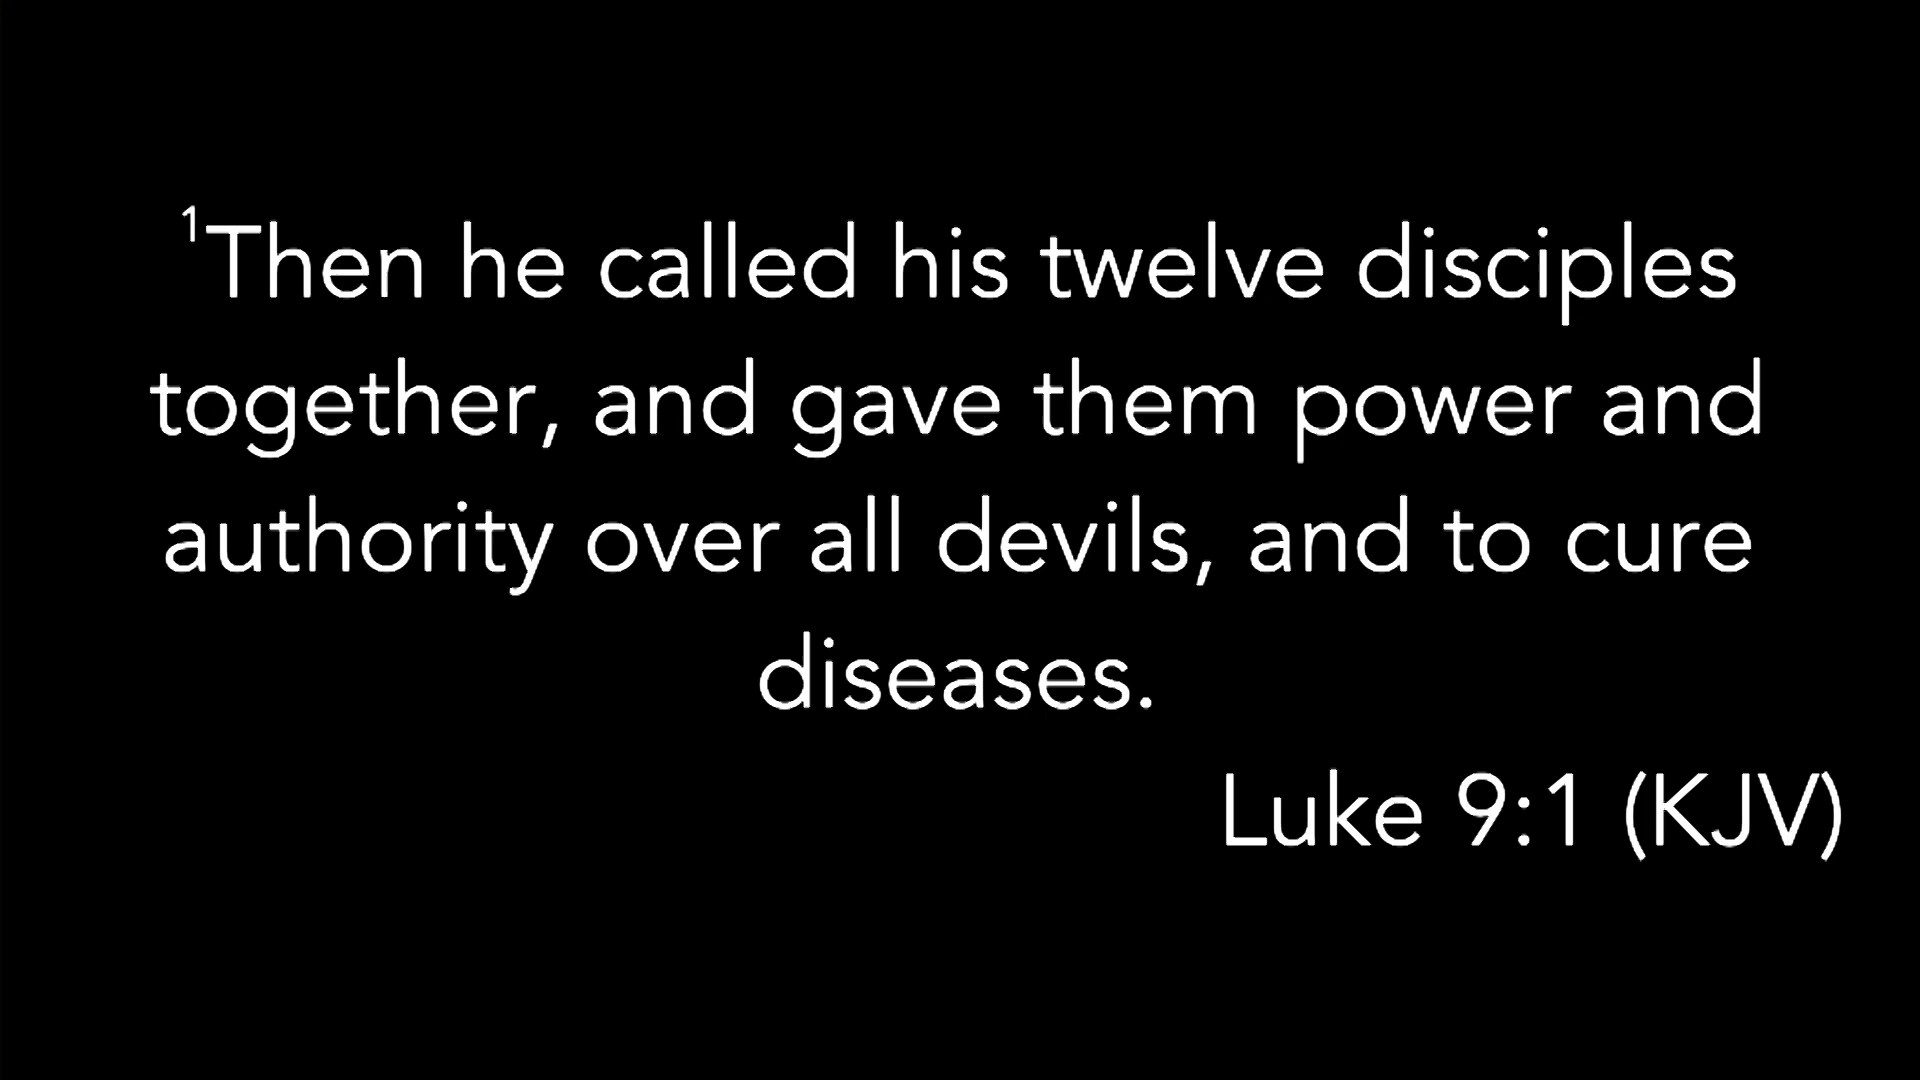 ¹Then he called his twelve disciples
together, and gave them power and
authority over all devils, and to cure
diseases.
Luke 9:1 (KJV)